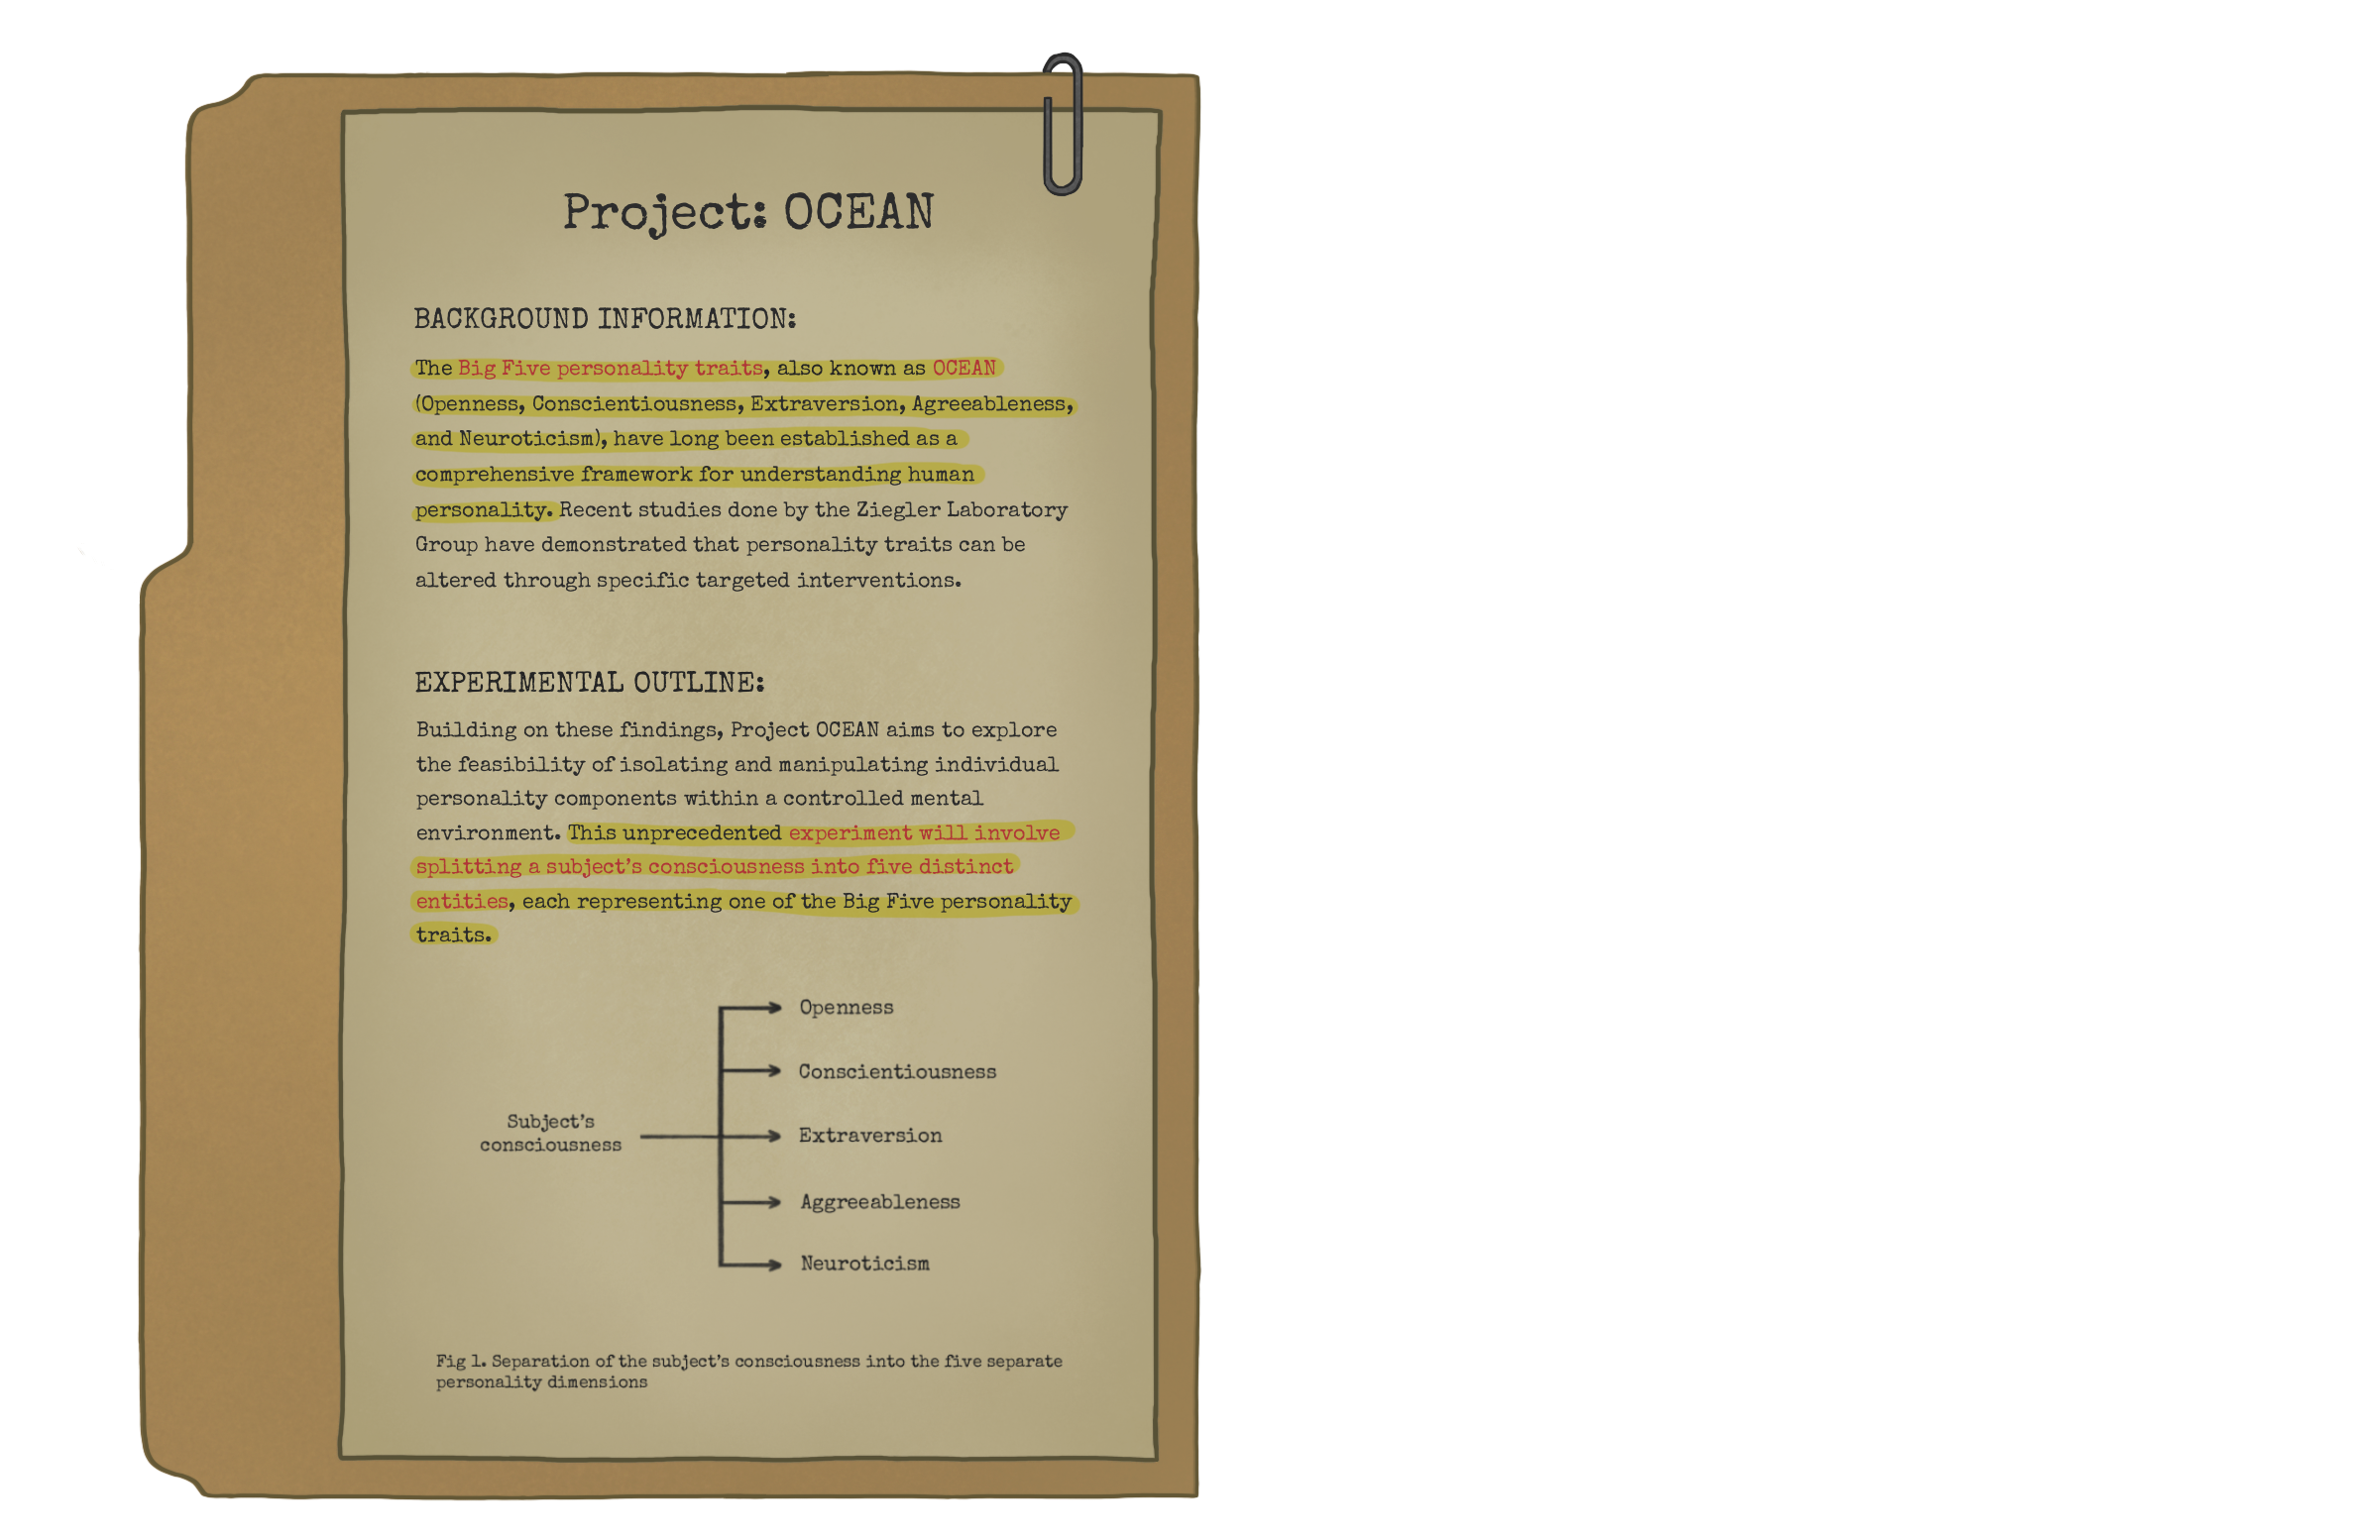 Project: OCEAN
BACKGROUND INFORMATION:
The Big Five personality traits, also known as OCEAN
(Openness, Conscientiousness, Extraversion, Agreeableness,
and Neuroticism), have long been established as a
comprehensive framework for understanding human
personality. Recent studies done by the Ziegler Laboratory
Group have demonstrated that personality traits can be
altered through specific targeted interventions.
EXPERIMENTAL OUTLINE:
Building on these findings, Project OCEAN aims to explore
the feasibility of isolating and manipulating individual
personality components within a controlled mental
environment. This unprecedented experiment will involve
splitting a subject's consciousness into five distinct
entities, each representing one of the Big Five personality
traits.
Openness
Conscientiousness
Subject's
consciousness
Extraversion
Aggreeableness
Neuroticism
Fig 1. Separation of the subject's consciousness into the five separate
personality dimensions